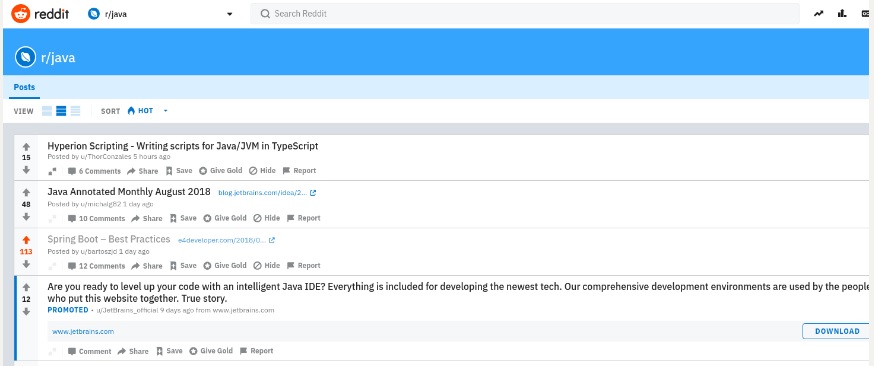 reddit r/java Search Reddit
r/java
Posts
VIEW SORT HOT
Hyperion Scripting - Writing scripts for Java/JVM in TypeScript
Posted by u/ThorConzales 5 hours ago
15
6 Comments Share Save Give Gold Hide Report
Java Annotated Monthly August 2018 blog.jetbrains.com/idea/2...
48
Posted by u/michalg82 1 day ago
10 Comments Share Save Give Gold Hide Report
Spring Boot – Best Practices e4developer.com/2018/0...
113
Posted by u/bartoszjd 1 day ago
12 Comments Share Save Give Gold Hide Report
Are you ready to level up your code with an intelligent Java IDE? Everything is included for developing the newest tech. Our comprehensive development environments are used by the people
12
who put this website together. True story.
PROMOTED • u/JetBrains_official 9 days ago from www.jetbrains.com
www.jetbrains.com DOWNLOAD
Comment Share Save Give Gold Report